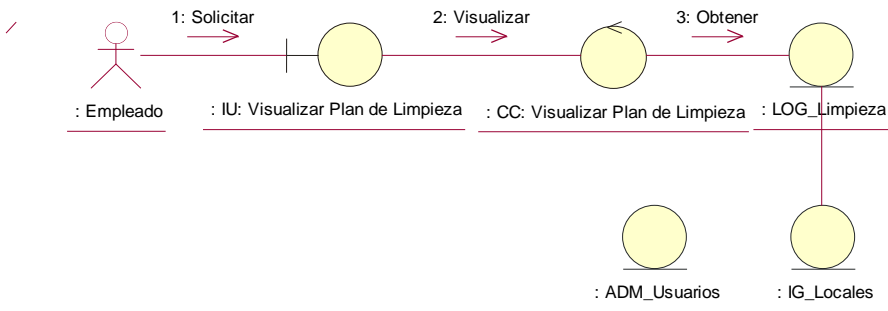 1: Solicitar
2: Visualizar
3: Obtener
: Empleado
: IU: Visualizar Plan de Limpieza
: CC: Visualizar Plan de Limpieza
: LOG_Limpieza
: ADM_Usuarios
: IG_Locales